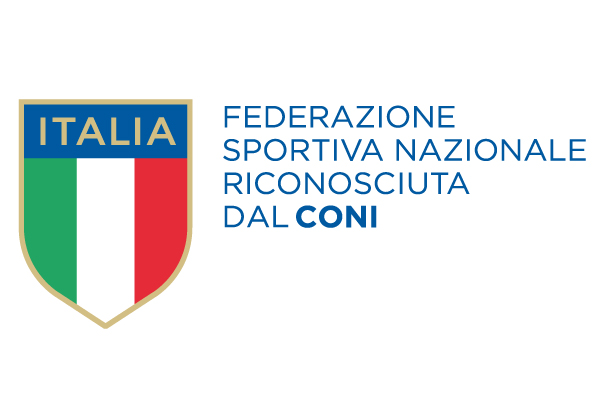 ITALIA
FEDERAZIONE
SPORTIVA NAZIONALE
RICONOSCIUTA
DAL CONI